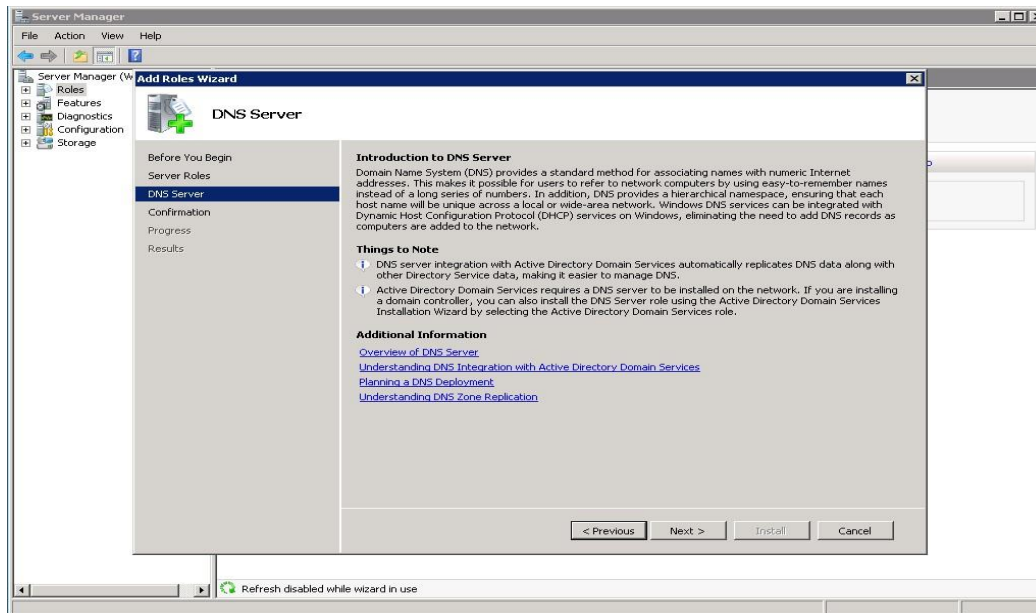 Server Manager
File Action View Help
Server Manager (W
Roles
Features
Diagnostics
Configuration
Storage
Add Roles Wizard
DNS Server
Before You Begin
Server Roles
DNS Server
Confirmation
Progress
Results
Introduction to DNS Server
Domain Name System (DNS) provides a standard method for associating names with numeric Internet
addresses. This makes it possible for users to refer to network computers by using easy-to-remember names
instead of a long series of numbers. In addition, DNS provides a hierarchical namespace, ensuring that each
host name will be unique across a local or wide-area network. Windows DNS services can be integrated with
Dynamic Host Configuration Protocol (DHCP) services on Windows, eliminating the need to add DNS records as
computers are added to the network.
Things to Note
DNS server integration with Active Directory Domain Services automatically replicates DNS data along with
other Directory Service data, making it easier to manage DNS.
Active Directory Domain Services requires a DNS server to be installed on the network. If you are installing
a domain controller, you can also install the DNS Server role using the Active Directory Domain Services
Installation Wizard by selecting the Active Directory Domain Services role.
Additional Information
Overview of DNS Server
Understanding DNS Integration with Active Directory Domain Services
Planning a DNS Deployment
Understanding DNS Zone Replication
< Previous Next > Install Cancel
Refresh disabled while wizard in use